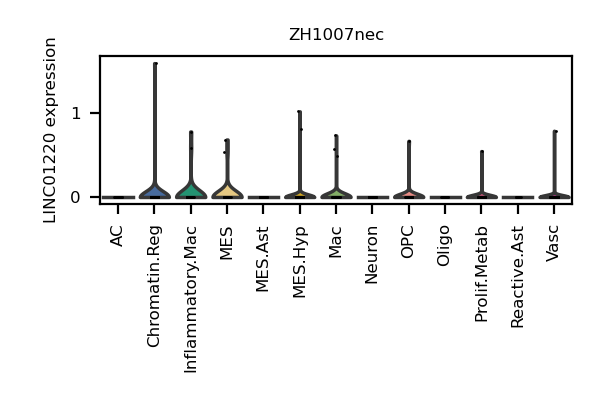 ZH1007nec
LINC01220 expression
1
0
AC
Chromatin.Reg
Inflammatory.Mac
MES
MES.Ast
MES.Hyp
Mac
Neuron
OPC
Oligo
Prolif.Metab
Reactive.Ast
Vasc